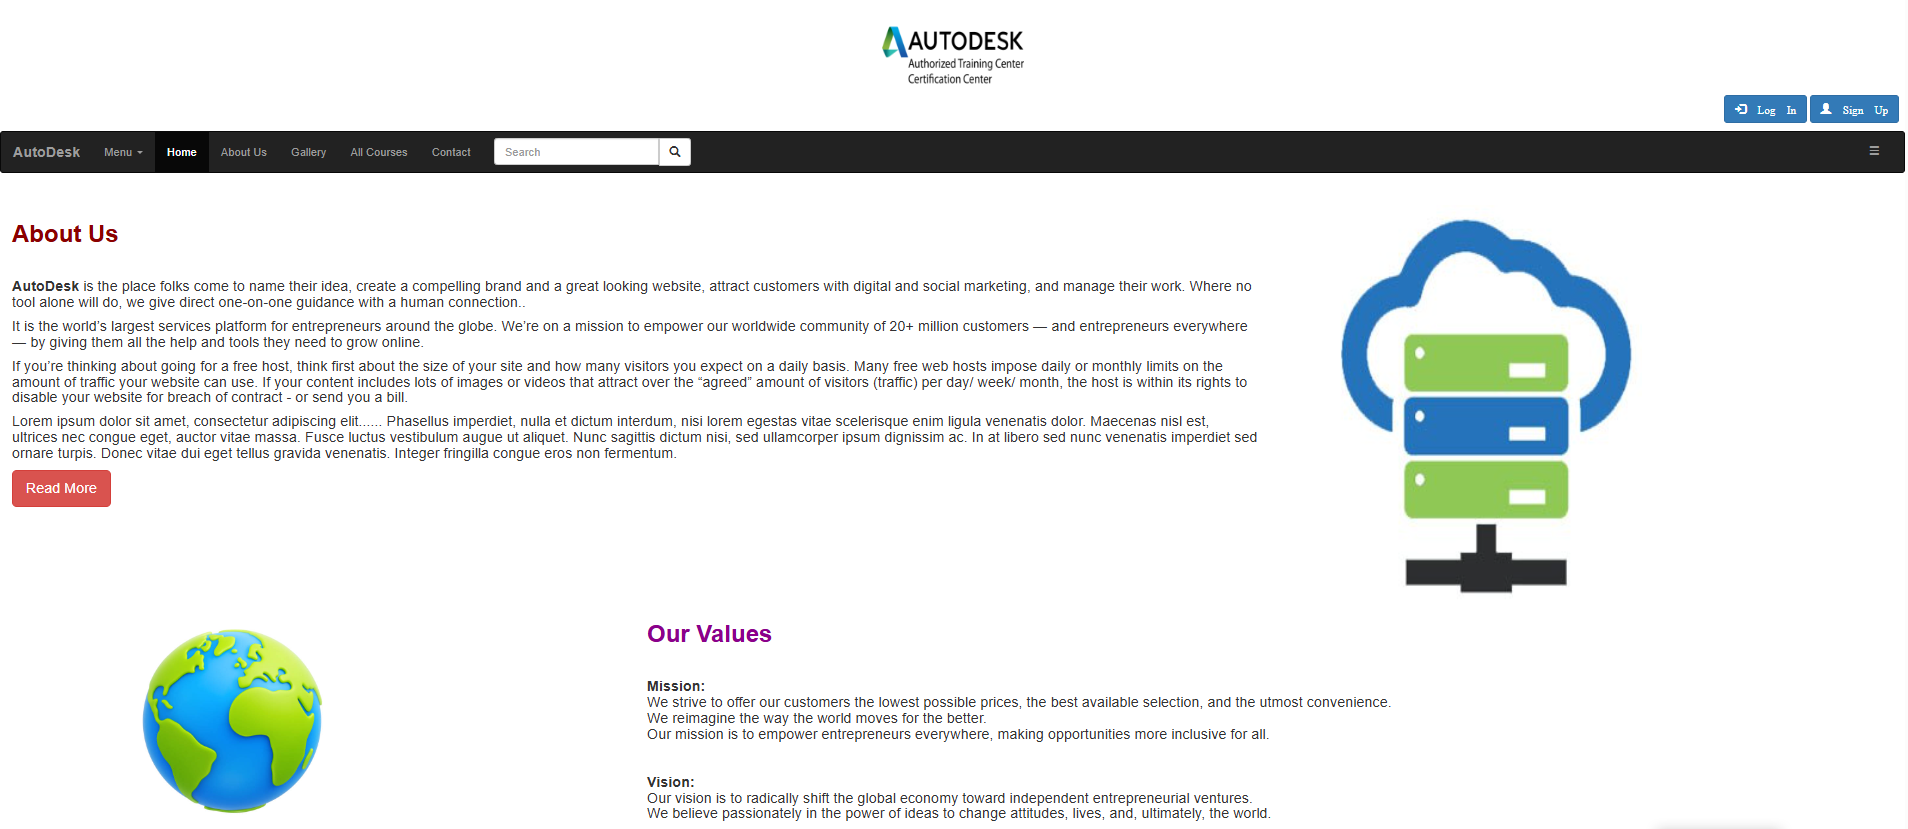 AUTODESK
Authorized Training Center
Certification Center
Log In
Sign Up
AutoDesk Menu Home About Us Gallery All Courses Contact Search
About Us
AutoDesk is the place folks come to name their idea, create a compelling brand and a great looking website, attract customers with digital and social marketing, and manage their work. Where no
tool alone will do, we give direct one-on-one guidance with a human connection..
It is the world’s largest services platform for entrepreneurs around the globe. We’re on a mission to empower our worldwide community of 20+ million customers — and entrepreneurs everywhere
— by giving them all the help and tools they need to grow online.
If you’re thinking about going for a free host, think first about the size of your site and how many visitors you expect on a daily basis. Many free web hosts impose daily or monthly limits on the
amount of traffic your website can use. If your content includes lots of images or videos that attract over the “agreed” amount of visitors (traffic) per day/ week/ month, the host is within its rights to
disable your website for breach of contract - or send you a bill.
Lorem ipsum dolor sit amet, consectetur adipiscing elit...... Phasellus imperdiet, nulla et dictum interdum, nisi lorem egestas vitae scelerisque enim ligula venenatis dolor. Maecenas nisl est,
ultrices nec congue eget, auctor vitae massa. Fusce luctus vestibulum augue ut aliquet. Nunc sagittis dictum nisi, sed ullamcorper ipsum dignissim ac. In at libero sed nunc venenatis imperdiet sed
ornare turpis. Donec vitae dui eget tellus gravida venenatis. Integer fringilla congue eros non fermentum.
Read More
Our Values
Mission:
We strive to offer our customers the lowest possible prices, the best available selection, and the utmost convenience.
We reimagine the way the world moves for the better.
Our mission is to empower entrepreneurs everywhere, making opportunities more inclusive for all.
Vision:
Our vision is to radically shift the global economy toward independent entrepreneurial ventures.
We believe passionately in the power of ideas to change attitudes, lives, and, ultimately, the world.